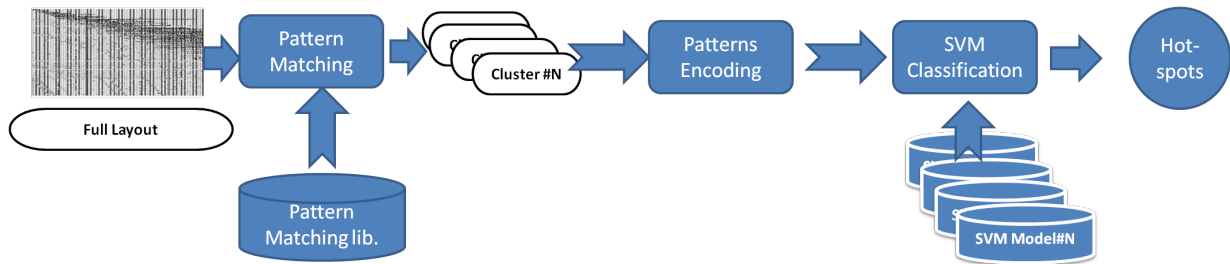 Full Layout
Pattern
Matching
Pattern
Matching lib.
Cluster #N
Patterns
Encoding
SVM
Classification
SVM Model#N
Hot-
spots